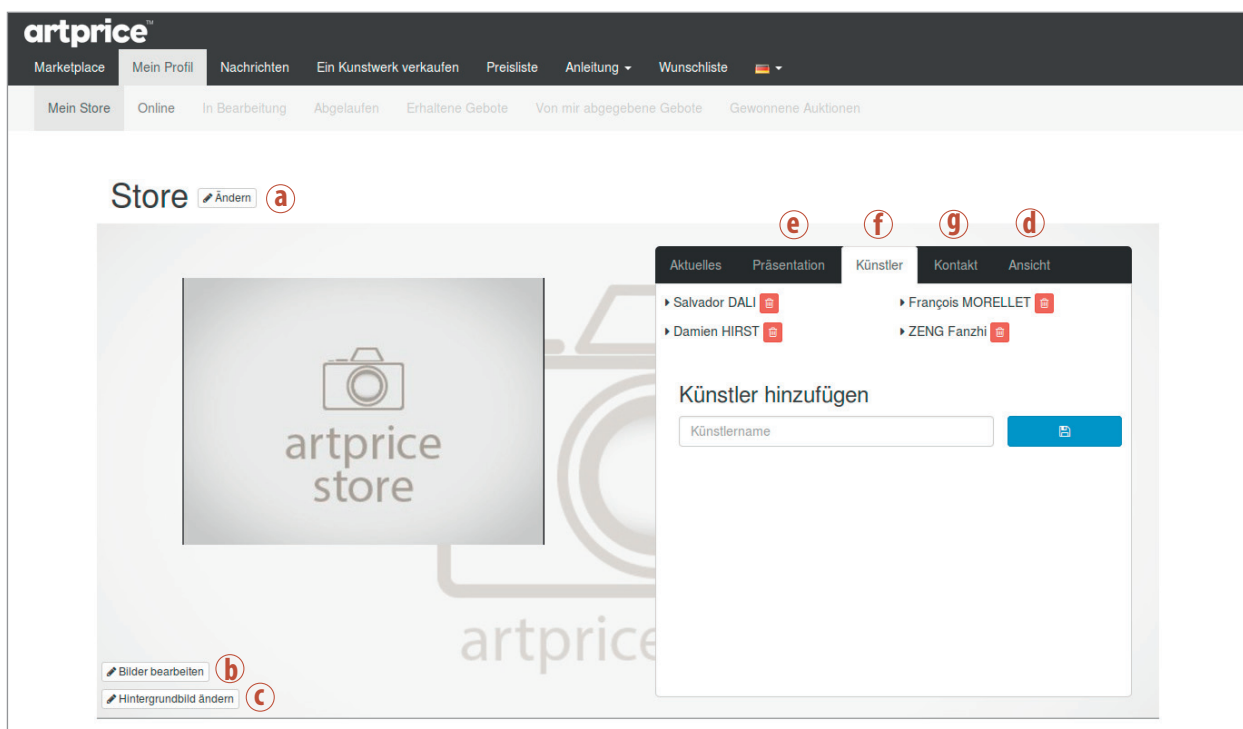 artprice™
Marketplace Mein Profil Nachrichten Ein Kunstwerk verkaufen Preisliste Anleitung Wunschliste
Mein Store Online In Bearbeitung Abgelaufen Erhaltene Gebote Von mir abgegebene Gebote Gewonnene Auktionen
Store Ändern a
e f g d
Aktuelles Präsentation Künstler Kontakt Ansicht
Salvador DALI François MORELLET
Damien HIRST ZENG Fanzhi
Künstler hinzufügen
Künstlername
artprice
store
artprice
Bilder bearbeiten b
Hintergrundbild ändern c